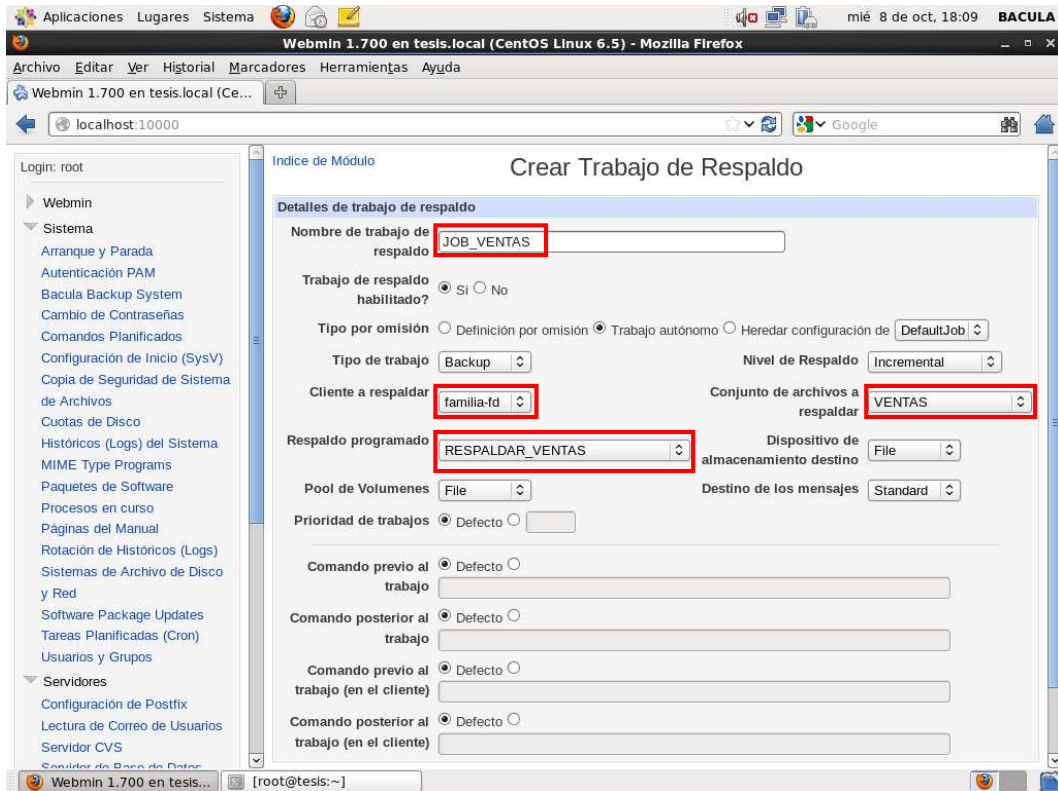 Aplicaciones Lugares Sistema mié 8 de oct, 18:09 BACULA
Webmin 1.700 en tesis.local (CentOS Linux 6.5) - Mozilla Firefox
Archivo Editar Ver Historial Marcadores Herramientas Ayuda
Webmin 1.700 en tesis.local (Ce...
localhost:10000 Google
Login: root
Webmin
Sistema
Arranque y Parada
Autenticación PAM
Bacula Backup System
Cambio de Contraseñas
Comandos Planificados
Configuración de Inicio (SysV)
Copia de Seguridad de Sistema
de Archivos
Cuotas de Disco
Históricos (Logs) del Sistema
MIME Type Programs
Paquetes de Software
Procesos en curso
Páginas del Manual
Rotación de Históricos (Logs)
Sistemas de Archivo de Disco
y Red
Software Package Updates
Tareas Planificadas (Cron)
Usuarios y Grupos
Servidores
Configuración de Postfix
Lectura de Correo de Usuarios
Servidor CVS
Servidor de Base de Datos
Indice de Módulo
Crear Trabajo de Respaldo
Detalles de trabajo de respaldo
Nombre de trabajo de
respaldo JOB_VENTAS
Trabajo de respaldo
habilitado? Si No
Tipo por omisión Definición por omisión Trabajo autónomo Heredar configuración de DefaultJob
Tipo de trabajo Backup Nivel de Respaldo Incremental
Cliente a respaldar familia-fd Conjunto de archivos a
respaldar VENTAS
Respaldo programado RESPALDAR_VENTAS Dispositivo de
almacenamiento destino File
Pool de Volumenes File Destino de los mensajes Standard
Prioridad de trabajos Defecto
Comando previo al
trabajo Defecto
Comando posterior al
trabajo Defecto
Comando previo al
trabajo (en el cliente) Defecto
Comando posterior al
trabajo (en el cliente) Defecto
Webmin 1.700 en tesis... [root@tesis:~]